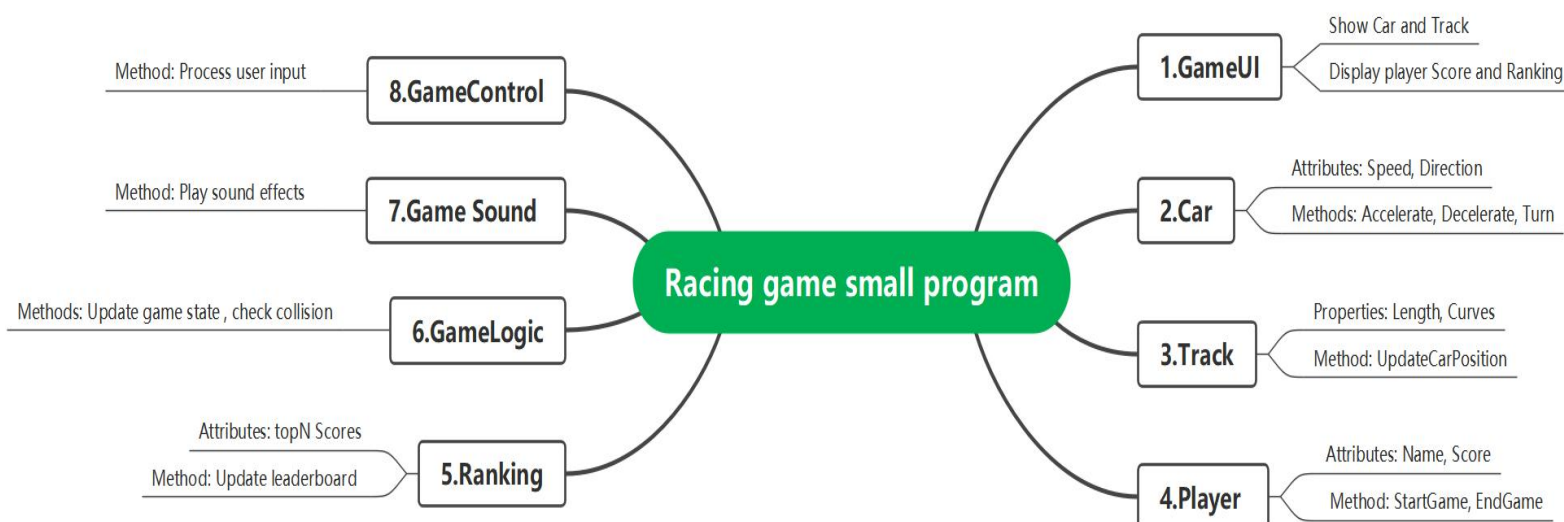 Racing game small program
1.GameUI
Show Car and Track
Display player Score and Ranking
2.Car
Attributes: Speed, Direction
Methods: Accelerate, Decelerate, Turn
3.Track
Properties: Length, Curves
Method: UpdateCarPosition
4.Player
Attributes: Name, Score
Method: StartGame, EndGame
5.Ranking
Attributes: topN Scores
Method: Update leaderboard
6.GameLogic
Methods: Update game state , check collision
7.Game Sound
Method: Play sound effects
8.GameControl
Method: Process user input